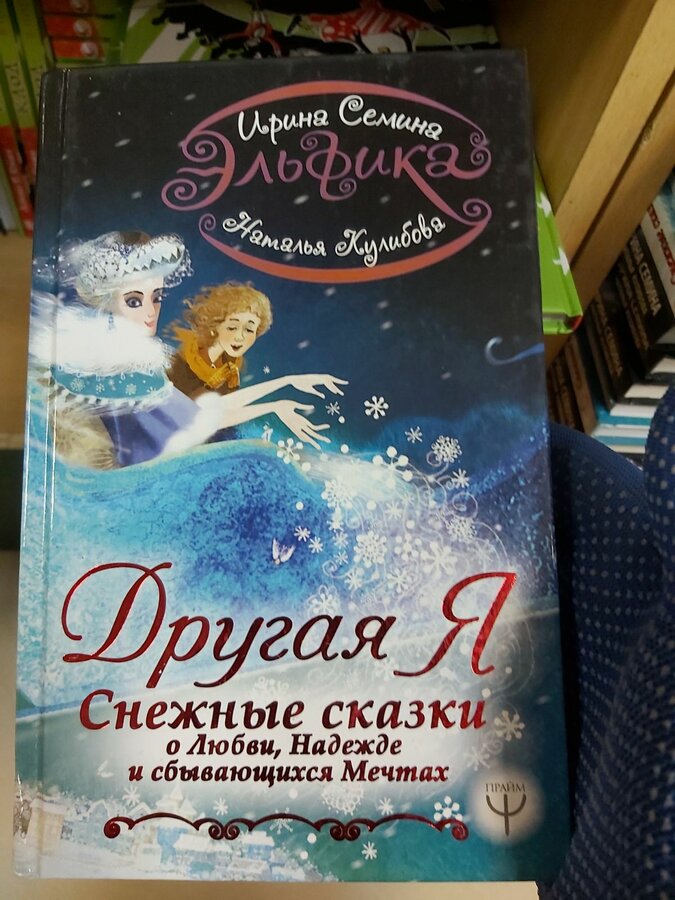 Ирина Семина
Эльфика
Наталья Кулибова
Другая Я
Снежные сказки
о Любви, Надежде
и сбывающихся Мечтах
ПРАЙМ